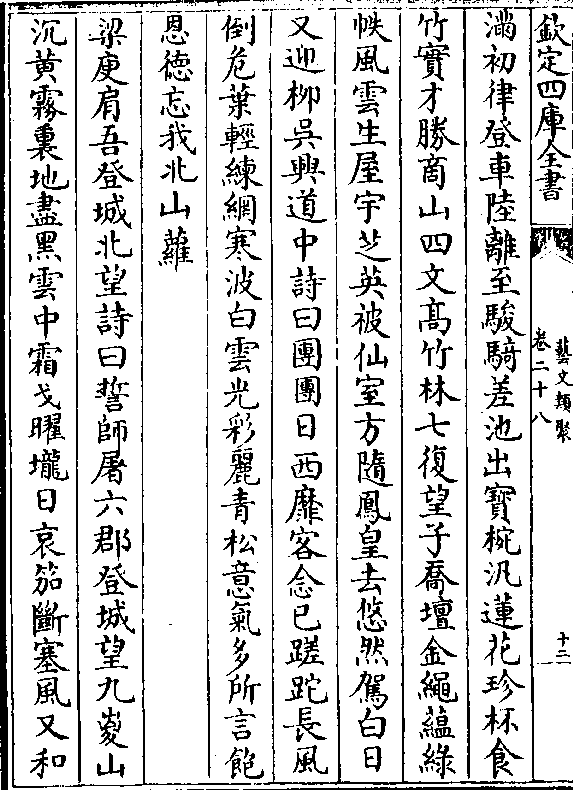 欽定四庫全書
藝文類聚
卷二十八
十二
滿初律登車陸離至駿騎差池出寶椀汎蓮花珍杯食
竹實才勝商山四文髙竹林七復望子喬壇金繩藴綠
帙風雲生屋宇芝英被仙室方隨鳳皇去悠然駕白日
又迎柳吳興道中詩曰團團日西靡客念已蹉跎長風
倒危葉輕練網寒波白雲光彩麗青松意氣多所言飽
恩徳忘我北山蘿
梁庾肩吾登城北望詩曰誓師屠六郡登城望九嵏山
沉黄霧裏地盡黑雲中霜戈曜壠日哀笳斷塞風又和